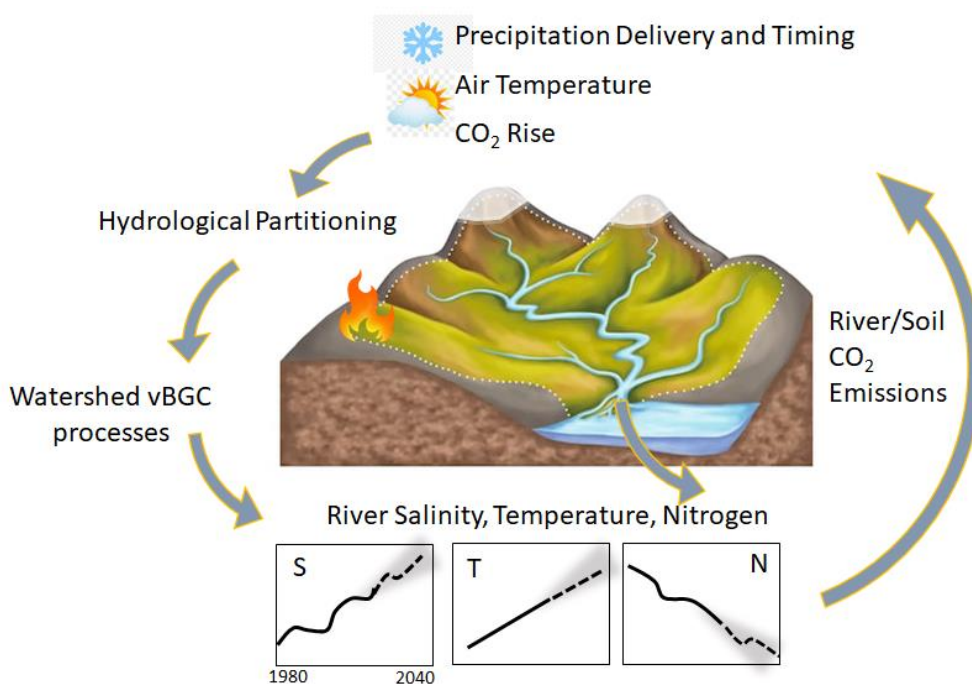 Precipitation Delivery and Timing
Air Temperature
CO₂ Rise
Hydrological Partitioning
River/Soil
CO₂
Emissions
Watershed vBGC
processes
River Salinity, Temperature, Nitrogen
S
T
N
1980
2040